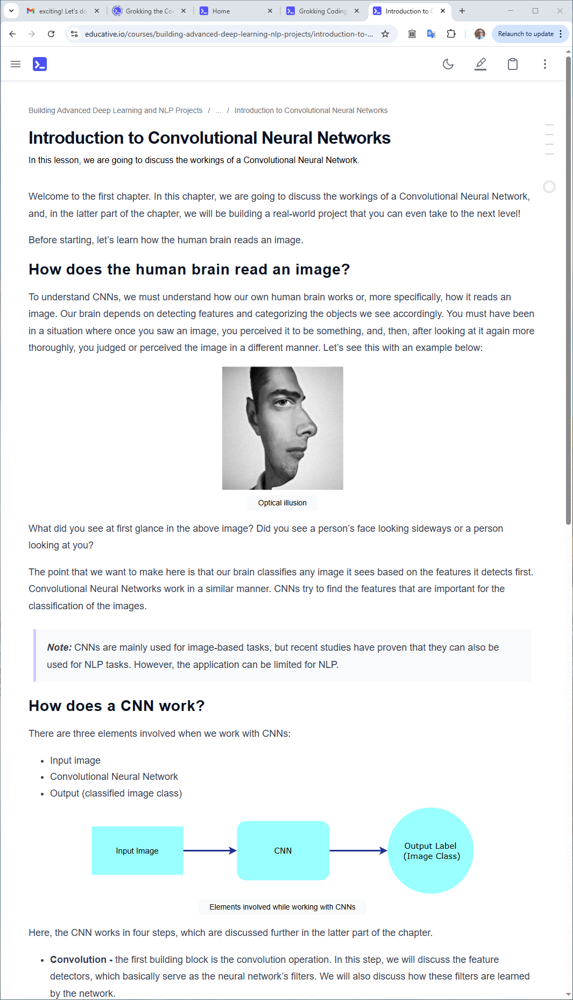 exciting! Let's do
Grokking the Co
Home
Grokking Coding
Introduction to C
educative.io/courses/building-advanced-deep-learning-nlp-projects/introduction-to-...
Relaunch to update
Building Advanced Deep Learning and NLP Projects / ... / Introduction to Convolutional Neural Networks
Introduction to Convolutional Neural Networks
In this lesson, we are going to discuss the workings of a Convolutional Neural Network.
Welcome to the first chapter. In this chapter, we are going to discuss the workings of a Convolutional Neural Network,
and, in the latter part of the chapter, we will be building a real-world project that you can even take to the next level!
Before starting, let’s learn how the human brain reads an image.
How does the human brain read an image?
To understand CNNs, we must understand how our own human brain works or, more specifically, how it reads an
image. Our brain depends on detecting features and categorizing the objects we see accordingly. You must have been
in a situation where once you saw an image, you perceived it to be something, and, then, after looking at it again more
thoroughly, you judged or perceived the image in a different manner. Let’s see this with an example below:
Optical illusion
What did you see at first glance in the above image? Did you see a person’s face looking sideways or a person
looking at you?
The point that we want to make here is that our brain classifies any image it sees based on the features it detects first.
Convolutional Neural Networks work in a similar manner. CNNs try to find the features that are important for the
classification of the images.
Note: CNNs are mainly used for image-based tasks, but recent studies have proven that they can also be
used for NLP tasks. However, the application can be limited for NLP.
How does a CNN work?
There are three elements involved when we work with CNNs:
• Input image
• Convolutional Neural Network
• Output (classified image class)
Input Image
CNN
Output Label
(Image Class)
Elements involved while working with CNNs
Here, the CNN works in four steps, which are discussed further in the latter part of the chapter.
• Convolution - the first building block is the convolution operation. In this step, we will discuss the feature
detectors, which basically serve as the neural network’s filters. We will also discuss how these filters are learned
by the network.